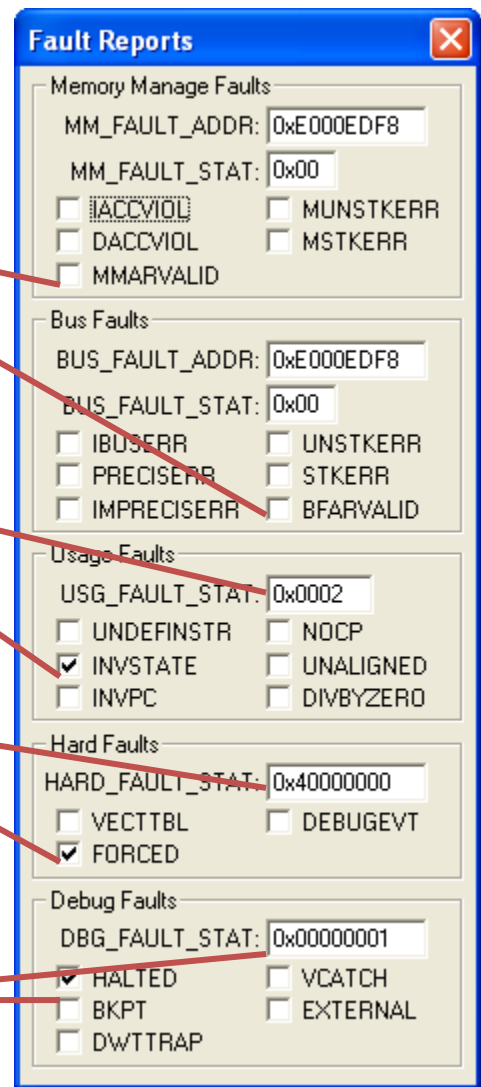 Fault Reports
Memory Manage Faults
MM_FAULT_ADDR: 0xE000EDF8
MM_FAULT_STAT: 0x00
IACCVIOL MUNSTKERR
DACCVIOL MSTKERR
MMARVALID
Bus Faults
BUS_FAULT_ADDR: 0xE000EDF8
BUS_FAULT_STAT: 0x00
IBUSERR UNSTKERR
PRECISERR STKERR
IMPRECISERR BFARVALID
Usage Faults
USG_FAULT_STAT: 0x0002
UNDEFINSTR NOCP
INVSTATE UNALIGNED
INVPC DIVBYZERO
Hard Faults
HARD_FAULT_STAT: 0x40000000
VECTTBL DEBUGEVT
FORCED
Debug Faults
DBG_FAULT_STAT: 0x00000001
HALTED VCATCH
BKPT EXTERNAL
DWTTRAP